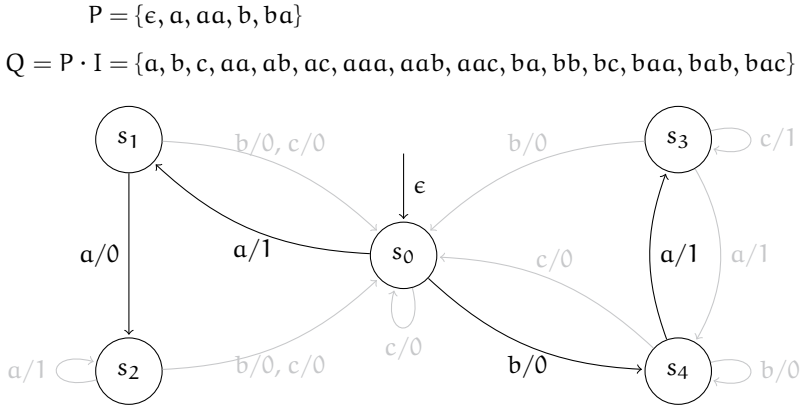 P = {ϵ, a, aa, b, ba}
Q = P · I = {a, b, c, aa, ab, ac, aaa, aab, aac, ba, bb, bc, baa, bab, bac}
s₁
b/0, c/0
b/0
s₃
c/1
ϵ
a/0
a/1
s₀
c/0
a/1
a/1
a/1
s₂
b/0, c/0
c/0
b/0
s₄
b/0